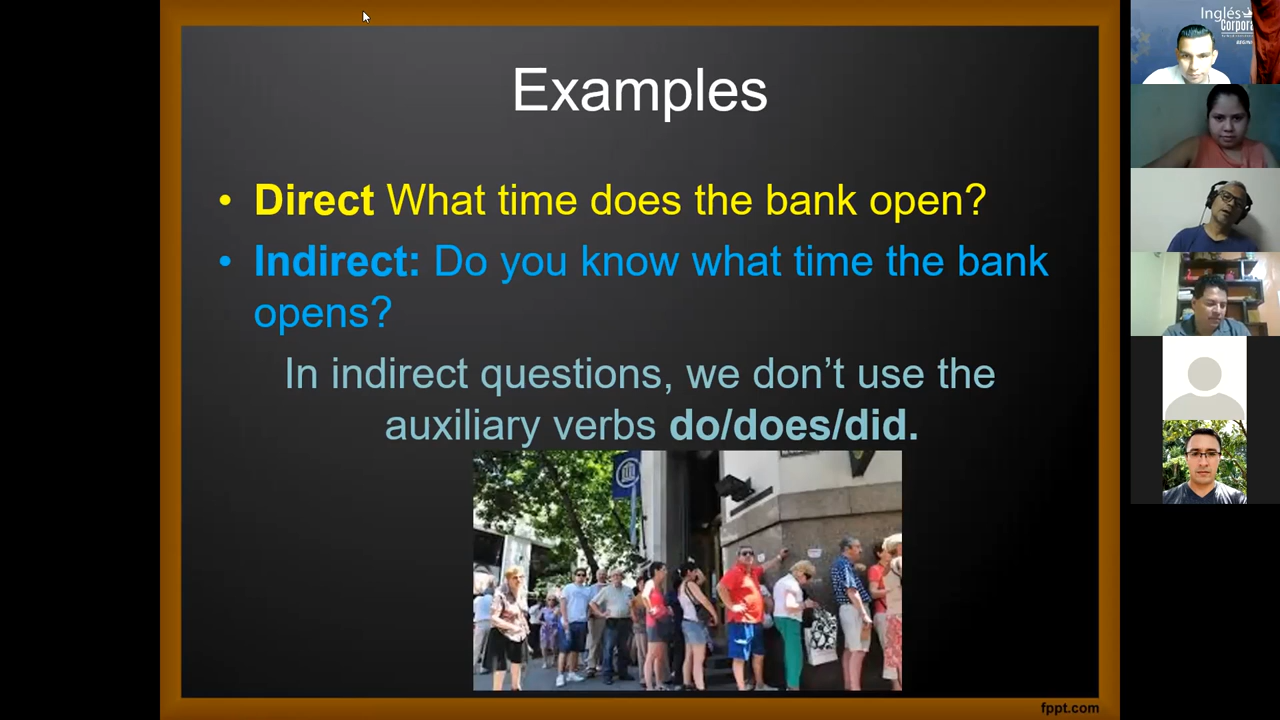 Examples
• Direct What time does the bank open?
• Indirect: Do you know what time the bank
opens?
In indirect questions, we don’t use the
auxiliary verbs do/does/did.
fppt.com
Inglés
Corpora